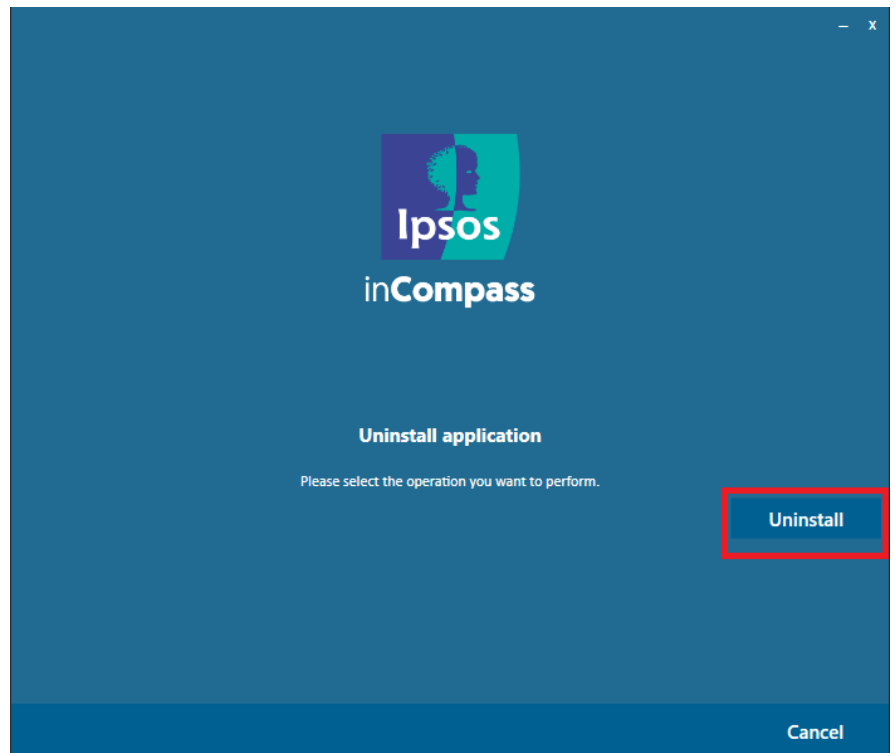 – x
Ipsos
inCompass
Uninstall application
Please select the operation you want to perform.
Uninstall
Cancel